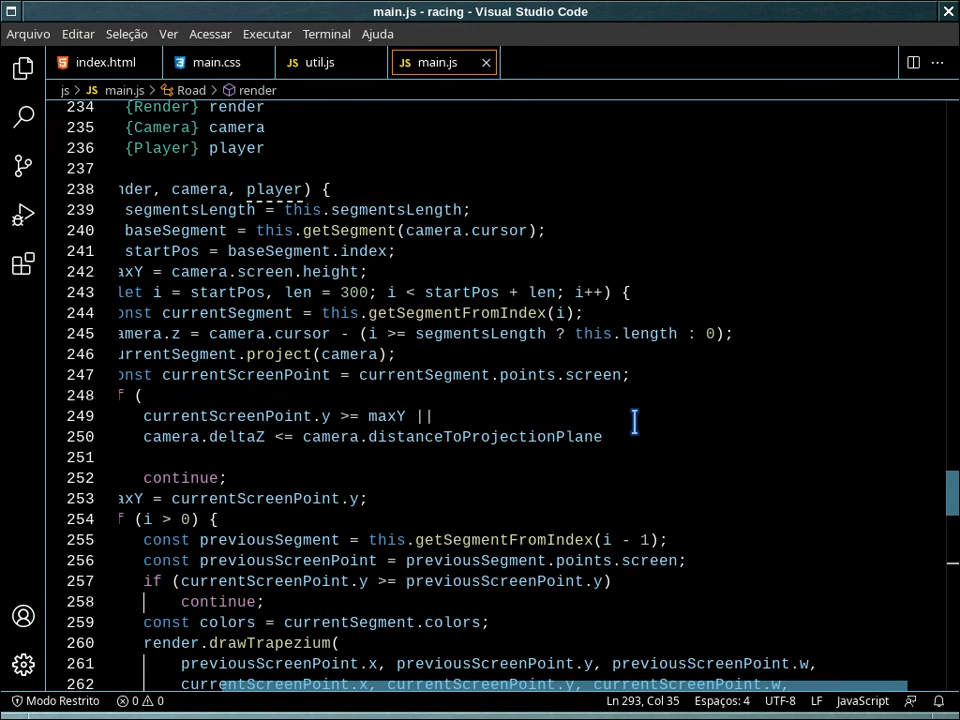 main.js - racing - Visual Studio Code
Arquivo Editar Seleção Ver Acessar Executar Terminal Ajuda
index.html main.css JS util.js JS main.js
js > JS main.js > Road > render
234 {Render} render
235 {Camera} camera
236 {Player} player
237
238 nder, camera, player) {
239 segmentsLength = this.segmentsLength;
240 baseSegment = this.getSegment(camera.cursor);
241 startPos = baseSegment.index;
242 axY = camera.screen.height;
243 let i = startPos, len = 300; i < startPos + len; i++) {
244 onst currentSegment = this.getSegmentFromIndex(i);
245 amera.z = camera.cursor - (i >= segmentsLength ? this.length : 0);
246 urrentSegment.project(camera);
247 onst currentScreenPoint = currentSegment.points.screen;
248 f (
249 currentScreenPoint.y >= maxY ||
250 camera.deltaZ <= camera.distanceToProjectionPlane
251
252 continue;
253 axY = currentScreenPoint.y;
254 f (i > 0) {
255 const previousSegment = this.getSegmentFromIndex(i - 1);
256 const previousScreenPoint = previousSegment.points.screen;
257 if (currentScreenPoint.y >= previousScreenPoint.y)
258 continue;
259 const colors = currentSegment.colors;
260 render.drawTrapezium(
261 previousScreenPoint.x, previousScreenPoint.y, previousScreenPoint.w,
262 currentScreenPoint.x, currentScreenPoint.y, currentScreenPoint.w,
Modo Restrito 0 0 Ln 293, Col 35 Espaços: 4 UTF-8 LF JavaScript